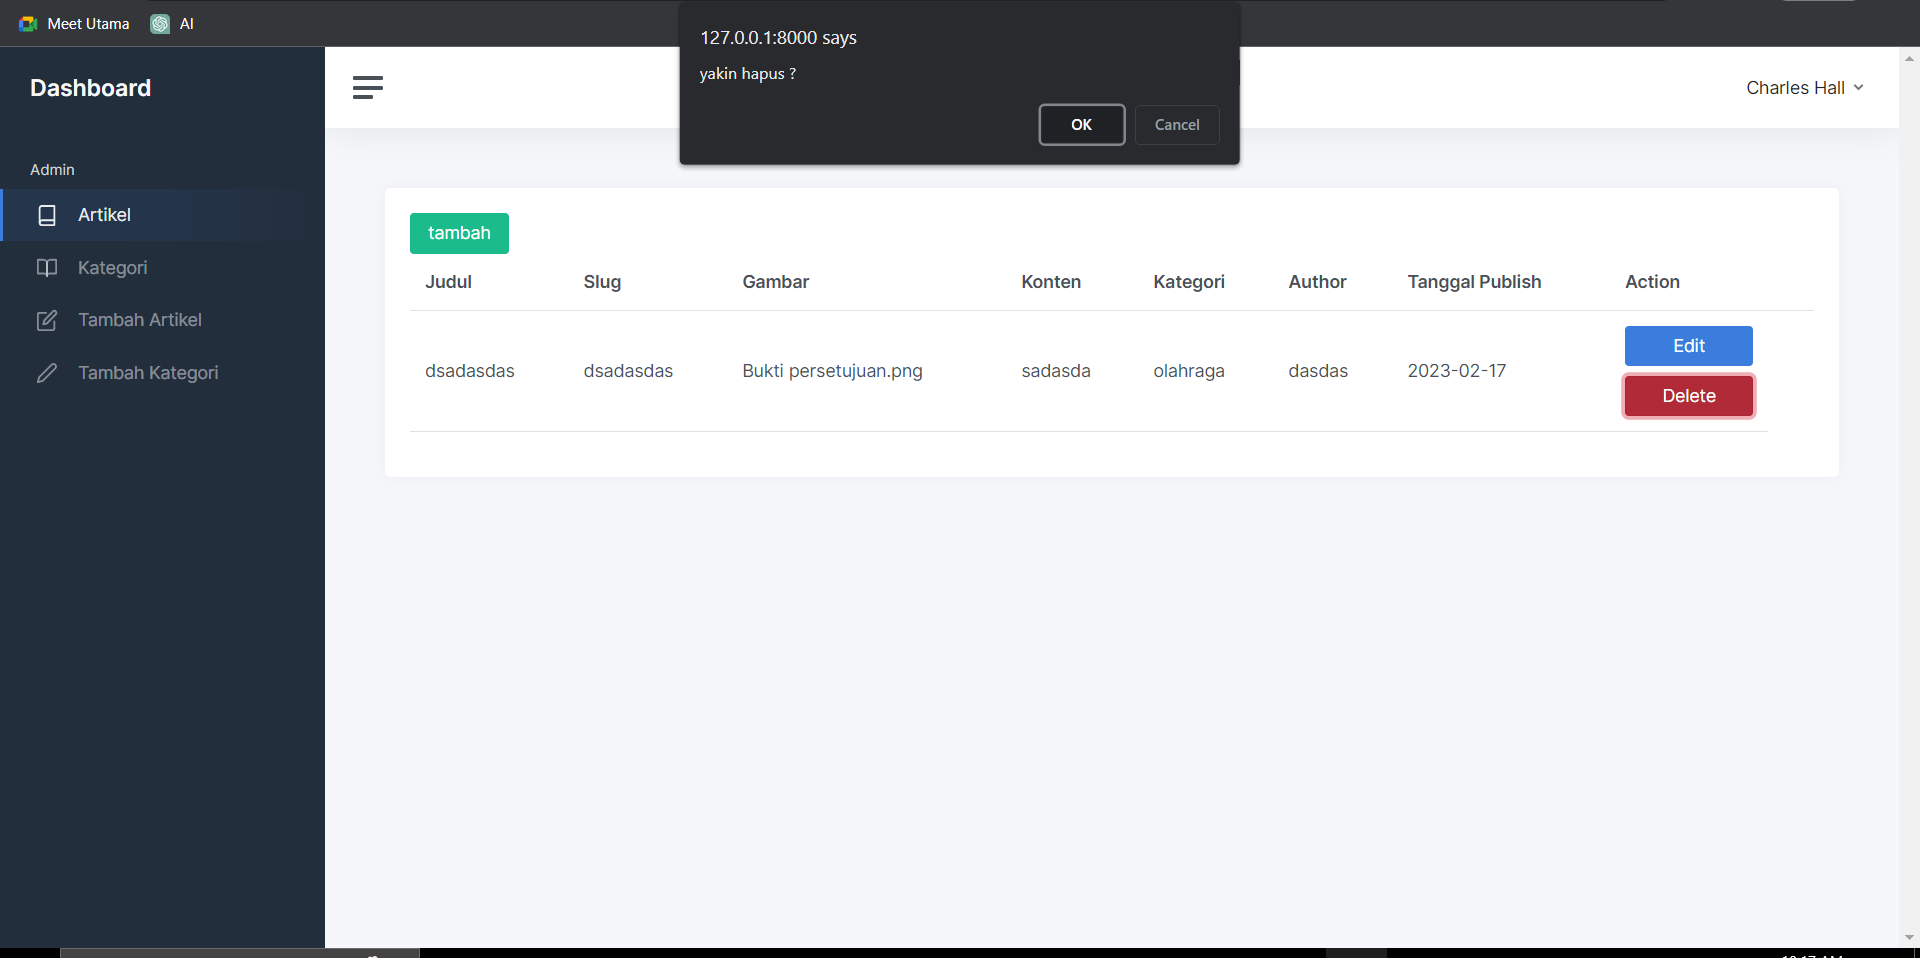 Meet Utama
AI
127.0.0.1:8000 says
yakin hapus ?
OK
Cancel
Dashboard
Charles Hall
Admin
Artikel
Kategori
Tambah Artikel
Tambah Kategori
tambah
Judul Slug Gambar Konten Kategori Author Tanggal Publish Action
dsadasdas dsadasdas Bukti persetujuan.png sadasda olahraga dasdas 2023-02-17
Edit
Delete